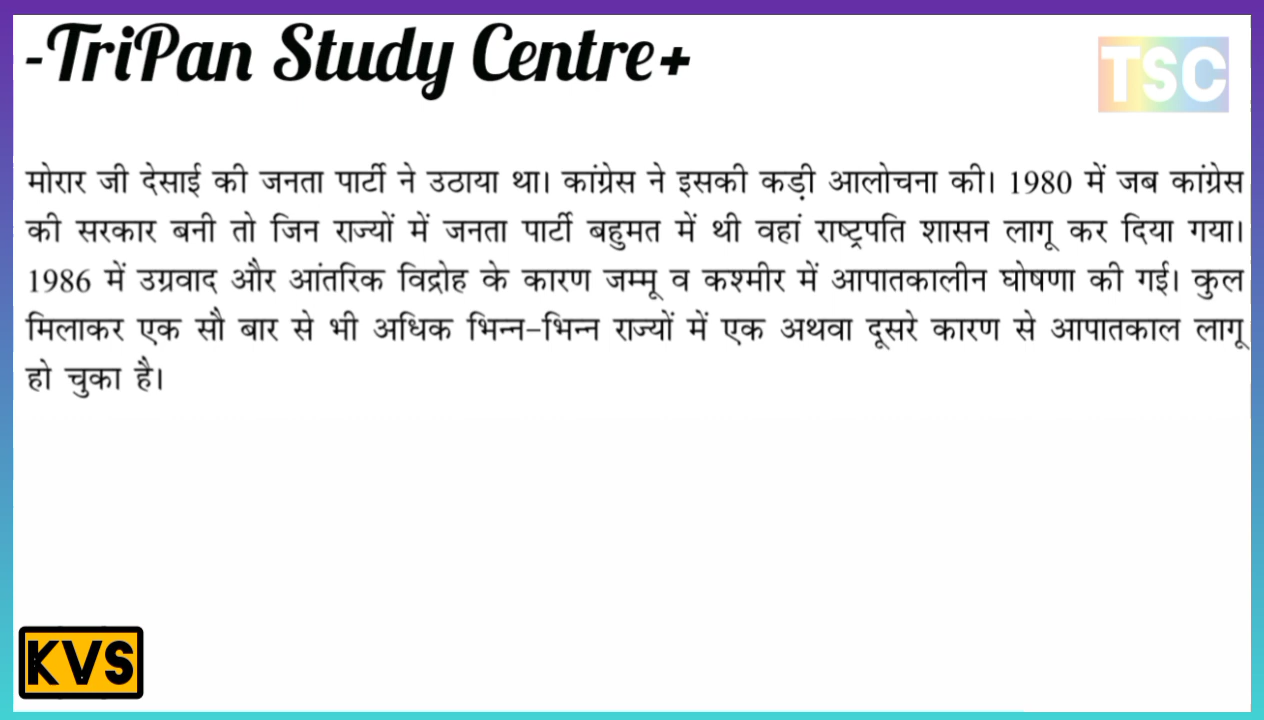 -TriPan Study Centre+
TSC
मोरार जी देसाई की जनता पार्टी ने उठाया था। कांग्रेस ने इसकी कड़ी आलोचना की। 1980 में जब कांग्रेस
की सरकार बनी तो जिन राज्यों में जनता पार्टी बहुमत में थी वहां राष्ट्रपति शासन लागू कर दिया गया।
1986 में उग्रवाद और आंतरिक विद्रोह के कारण जम्मू व कश्मीर में आपातकालीन घोषणा की गई। कुल
मिलाकर एक सौ बार से भी अधिक भिन्न-भिन्न राज्यों में एक अथवा दूसरे कारण से आपातकाल लागू
हो चुका है।
KVS